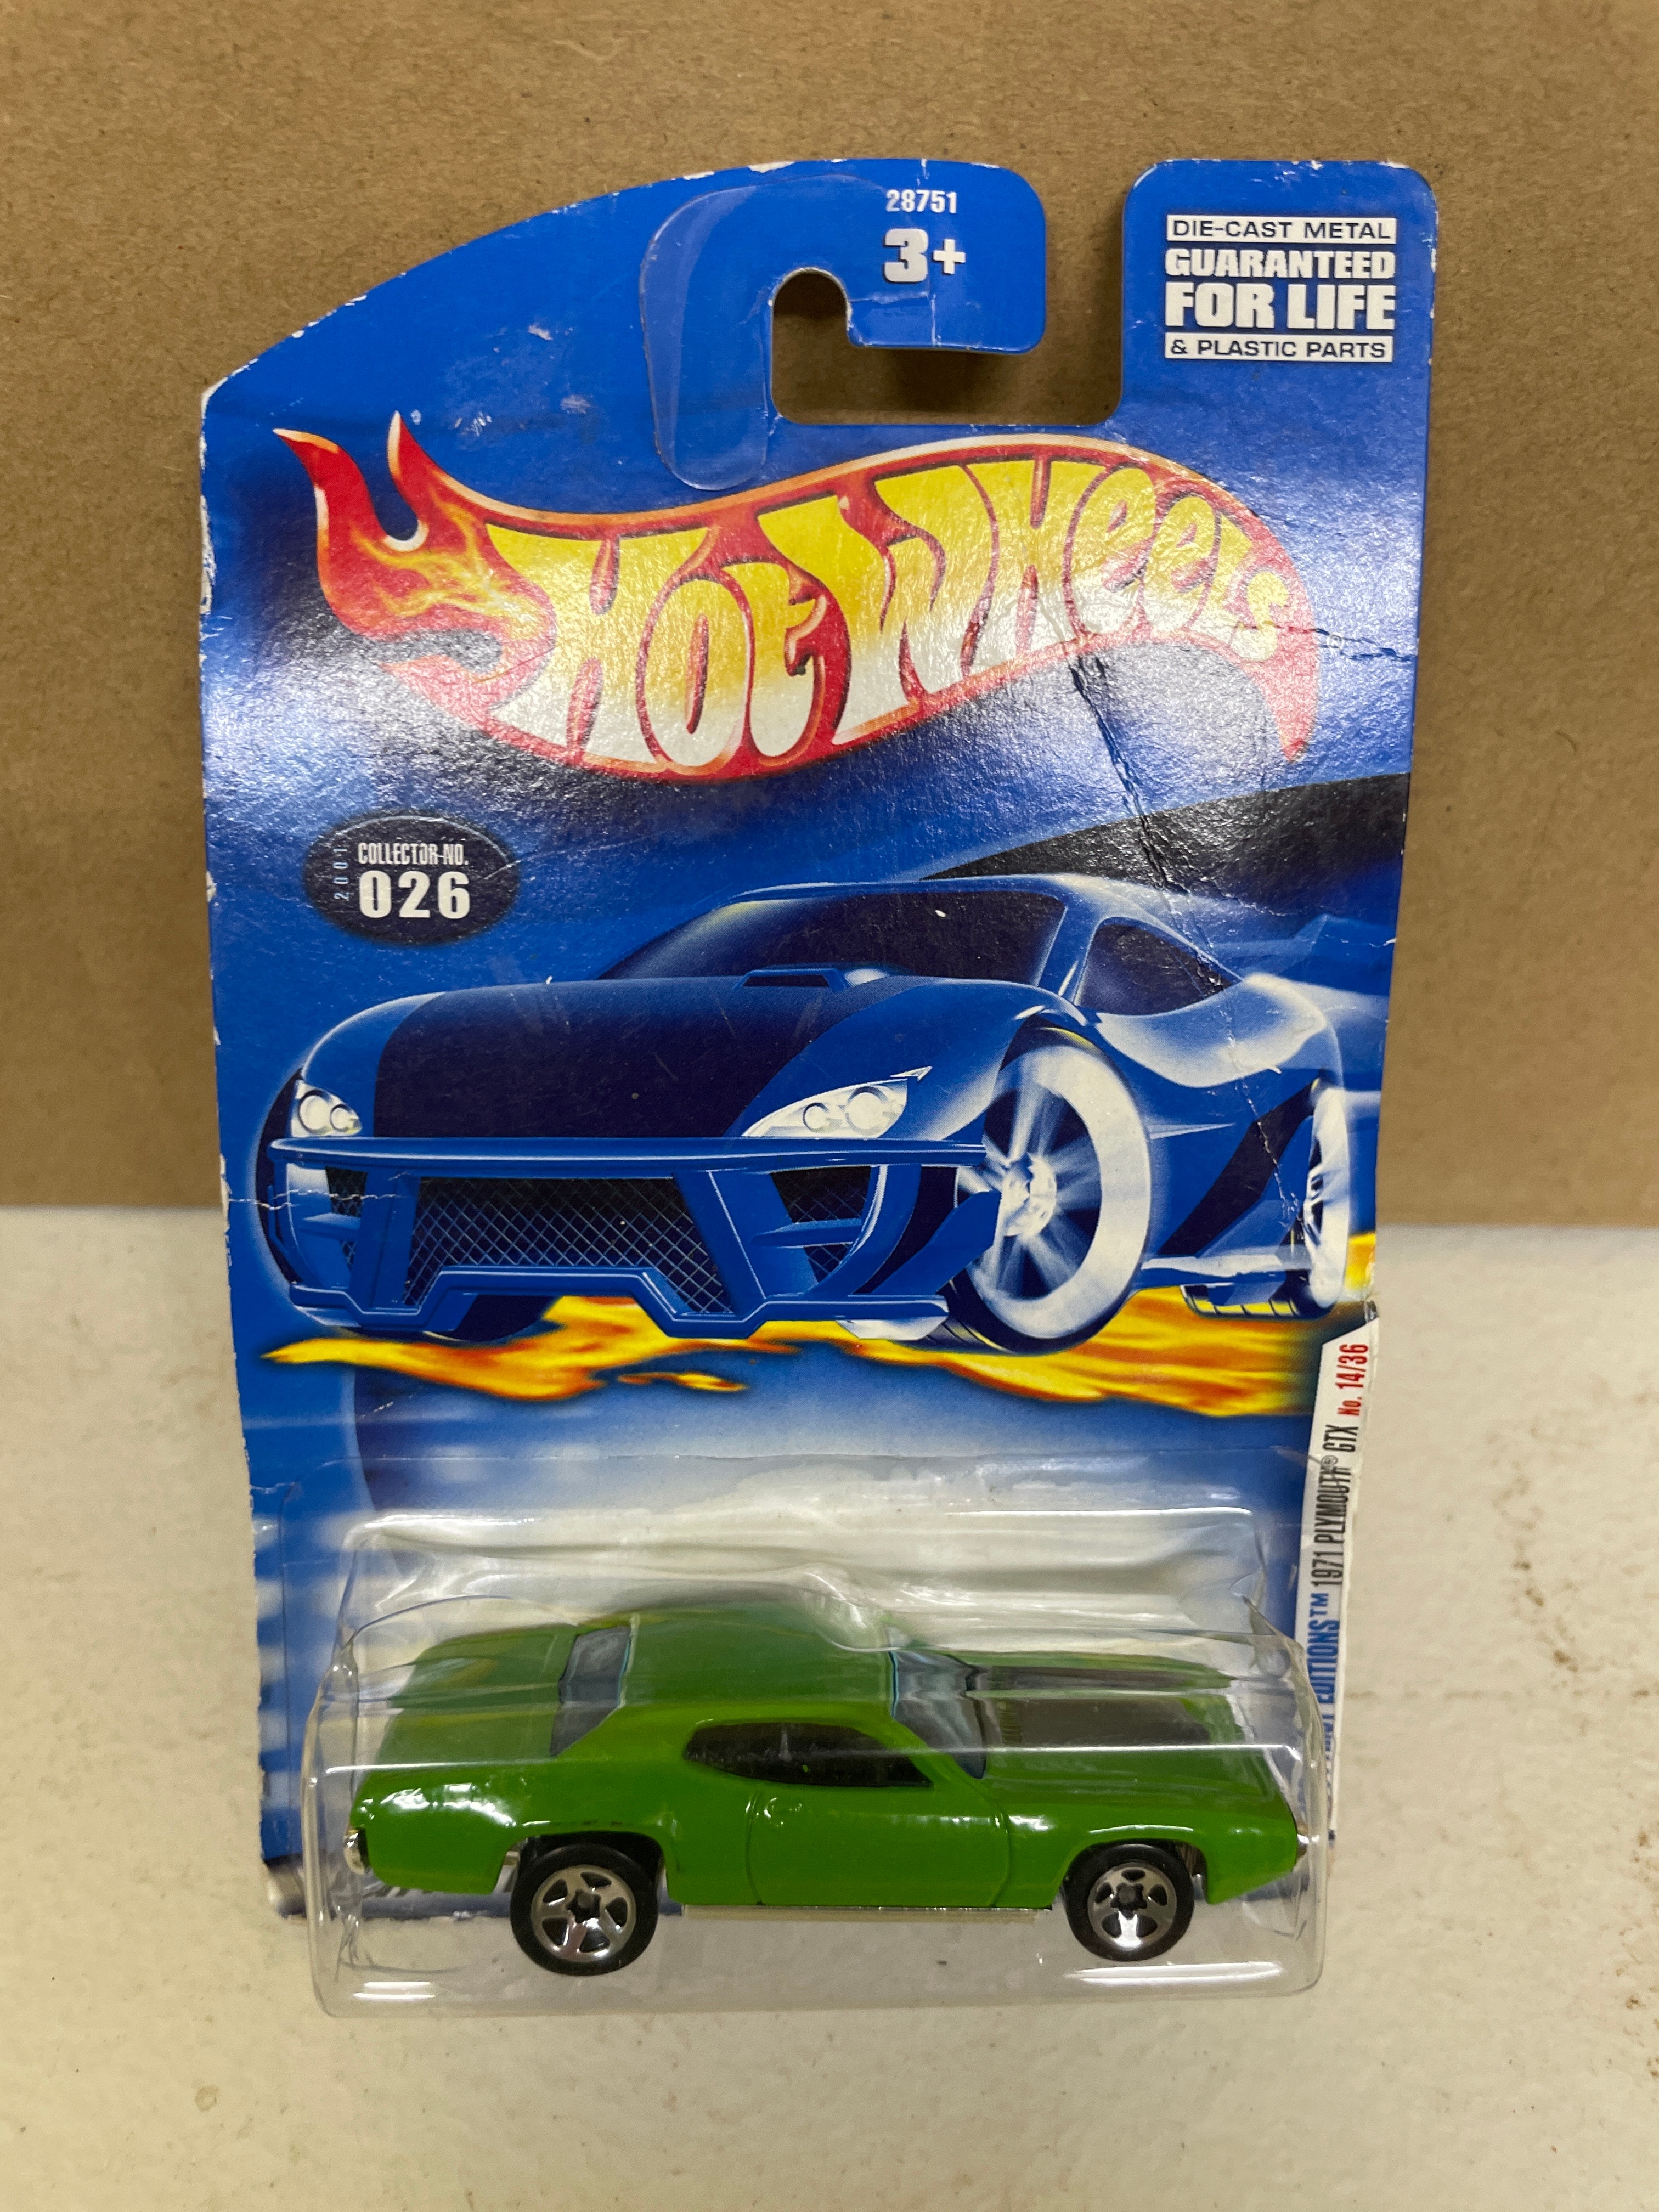 28751
3+
DIE-CAST METAL
GUARANTEED
FOR LIFE
& PLASTIC PARTS
HOT WHEELS
®
2001
COLLECTOR NO.
026
EDITIONS™ 1971 PLYMOUTH® GTX No. 14/36